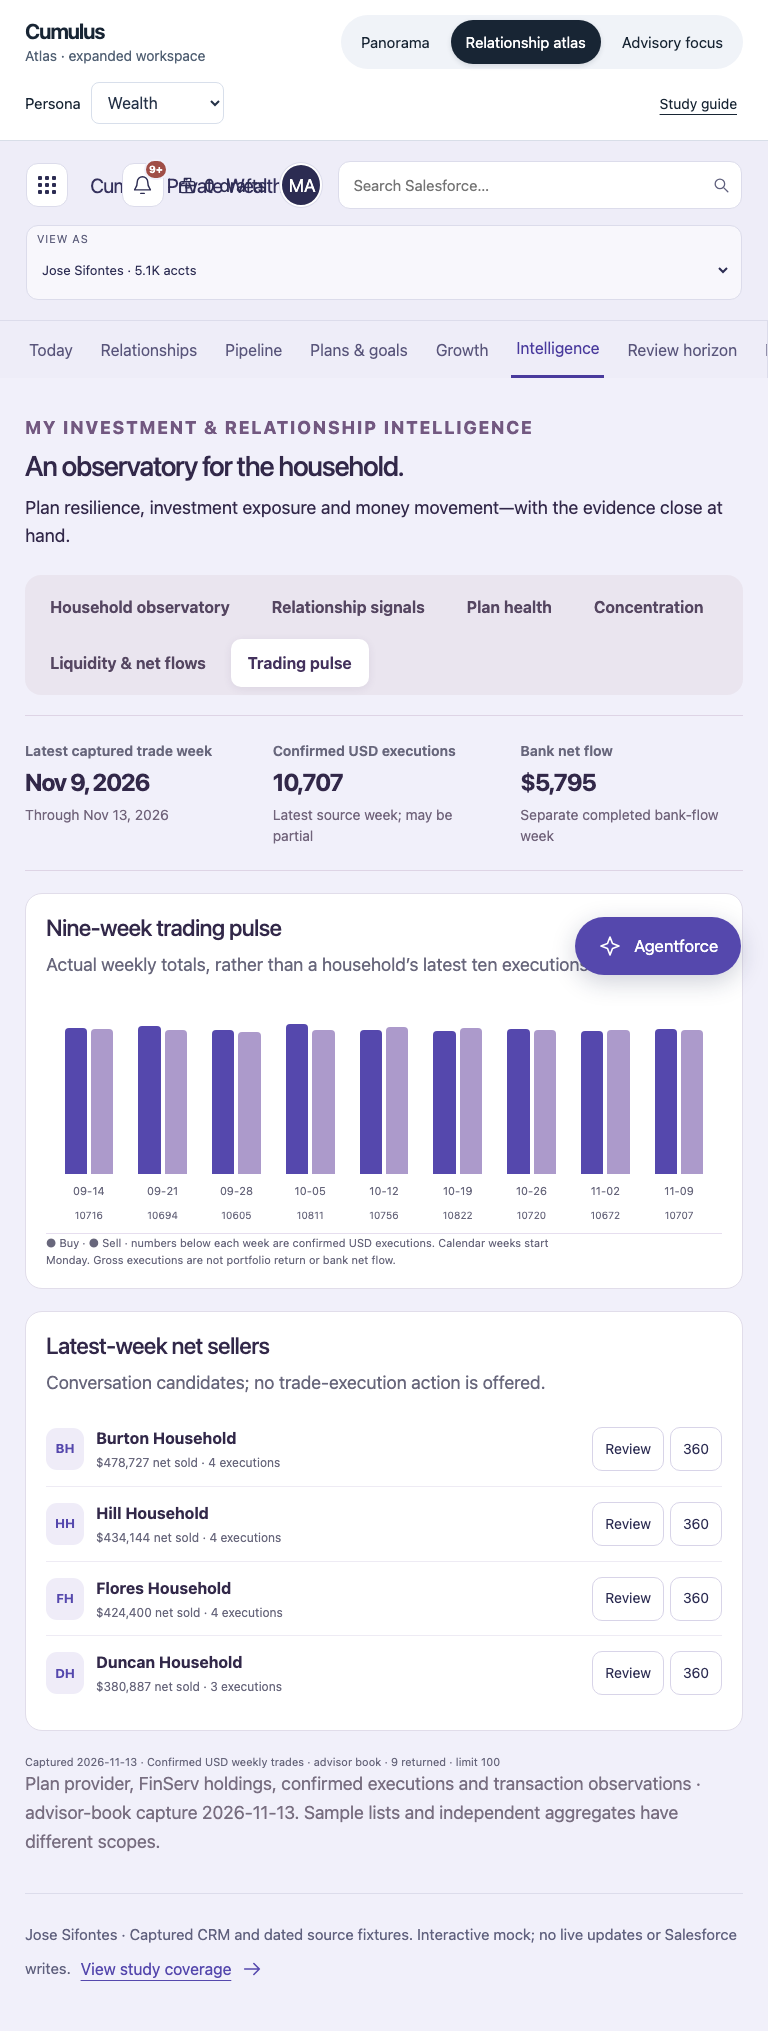 Cumulus
Atlas · expanded workspace
Panorama
Relationship atlas
Advisory focus
Persona
Wealth
Study guide
9+
Private Wealth
MA
Search Salesforce...
VIEW AS
Jose Sifontes · 5.1K accts
Today
Relationships
Pipeline
Plans & goals
Growth
Intelligence
Review horizon
MY INVESTMENT & RELATIONSHIP INTELLIGENCE
An observatory for the household.
Plan resilience, investment exposure and money movement—with the evidence close at
hand.
Household observatory
Relationship signals
Plan health
Concentration
Liquidity & net flows
Trading pulse
Latest captured trade week
Nov 9, 2026
Through Nov 13, 2026
Confirmed USD executions
10,707
Latest source week; may be
partial
Bank net flow
$5,795
Separate completed bank-flow
week
Nine-week trading pulse
Actual weekly totals, rather than a household’s latest ten executions
Agentforce
09-14 09-21 09-28 10-05 10-12 10-19 10-26 11-02 11-09
10716 10694 10605 10811 10756 10822 10720 10672 10707
● Buy · ● Sell · numbers below each week are confirmed USD executions. Calendar weeks start
Monday. Gross executions are not portfolio return or bank net flow.
Latest-week net sellers
Conversation candidates; no trade-execution action is offered.
BH
Burton Household
$478,727 net sold · 4 executions
Review
360
HH
Hill Household
$434,144 net sold · 4 executions
Review
360
FH
Flores Household
$424,400 net sold · 4 executions
Review
360
DH
Duncan Household
$380,887 net sold · 3 executions
Review
360
Captured 2026-11-13 · Confirmed USD weekly trades · advisor book · 9 returned · limit 100
Plan provider, FinServ holdings, confirmed executions and transaction observations ·
advisor-book capture 2026-11-13. Sample lists and independent aggregates have
different scopes.
Jose Sifontes · Captured CRM and dated source fixtures. Interactive mock; no live updates or Salesforce
writes. View study coverage →